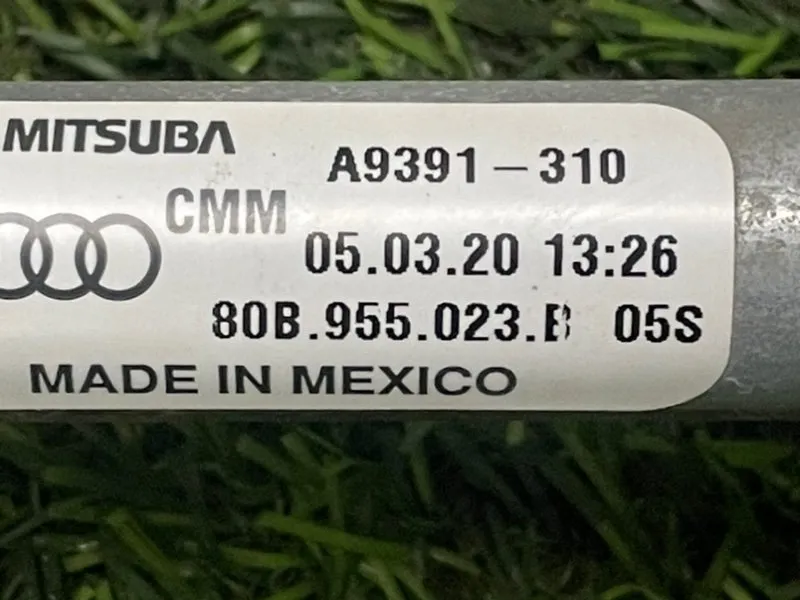 MITSUBA
A9391-310
CMM
05.03.20 13:26
80B.955.023.B 05S
MADE IN MEXICO